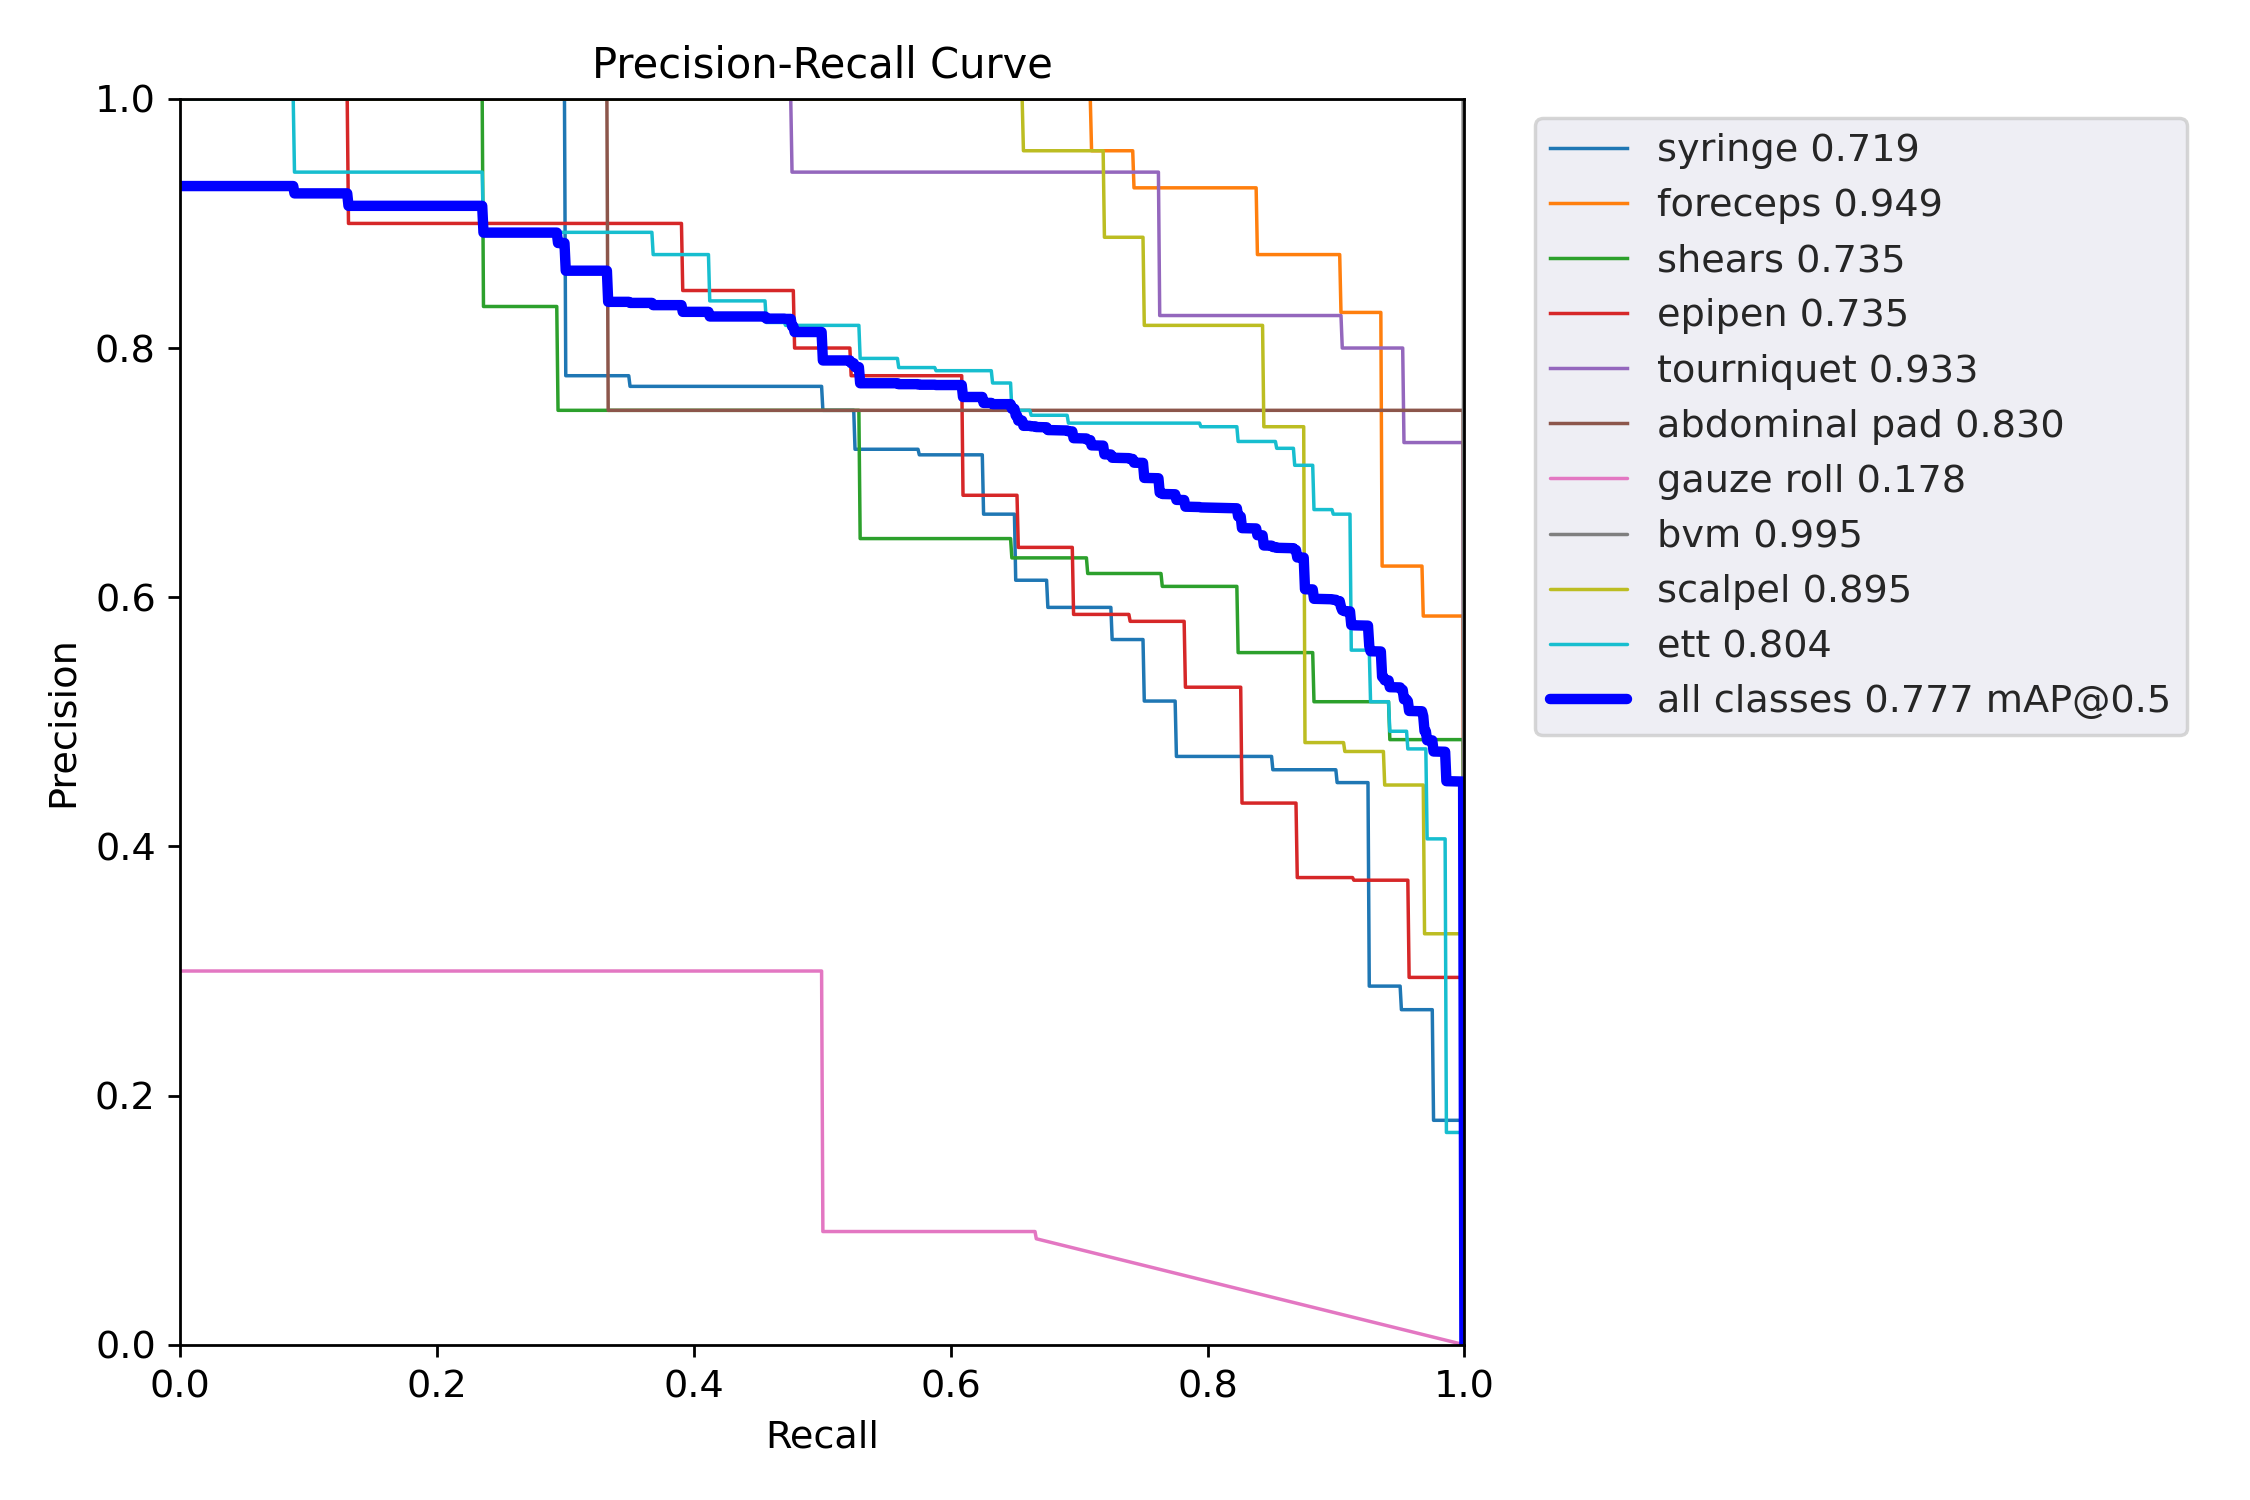 Precision-Recall Curve
1.0
0.8
0.6
0.4
0.2
0.0
Precision
0.0 0.2 0.4 0.6 0.8 1.0
Recall
syringe 0.719
foreceps 0.949
shears 0.735
epipen 0.735
tourniquet 0.933
abdominal pad 0.830
gauze roll 0.178
bvm 0.995
scalpel 0.895
ett 0.804
all classes 0.777 mAP@0.5